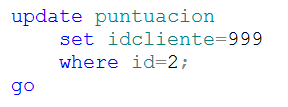 update puntuacion
set idcliente=999
where id=2;
go